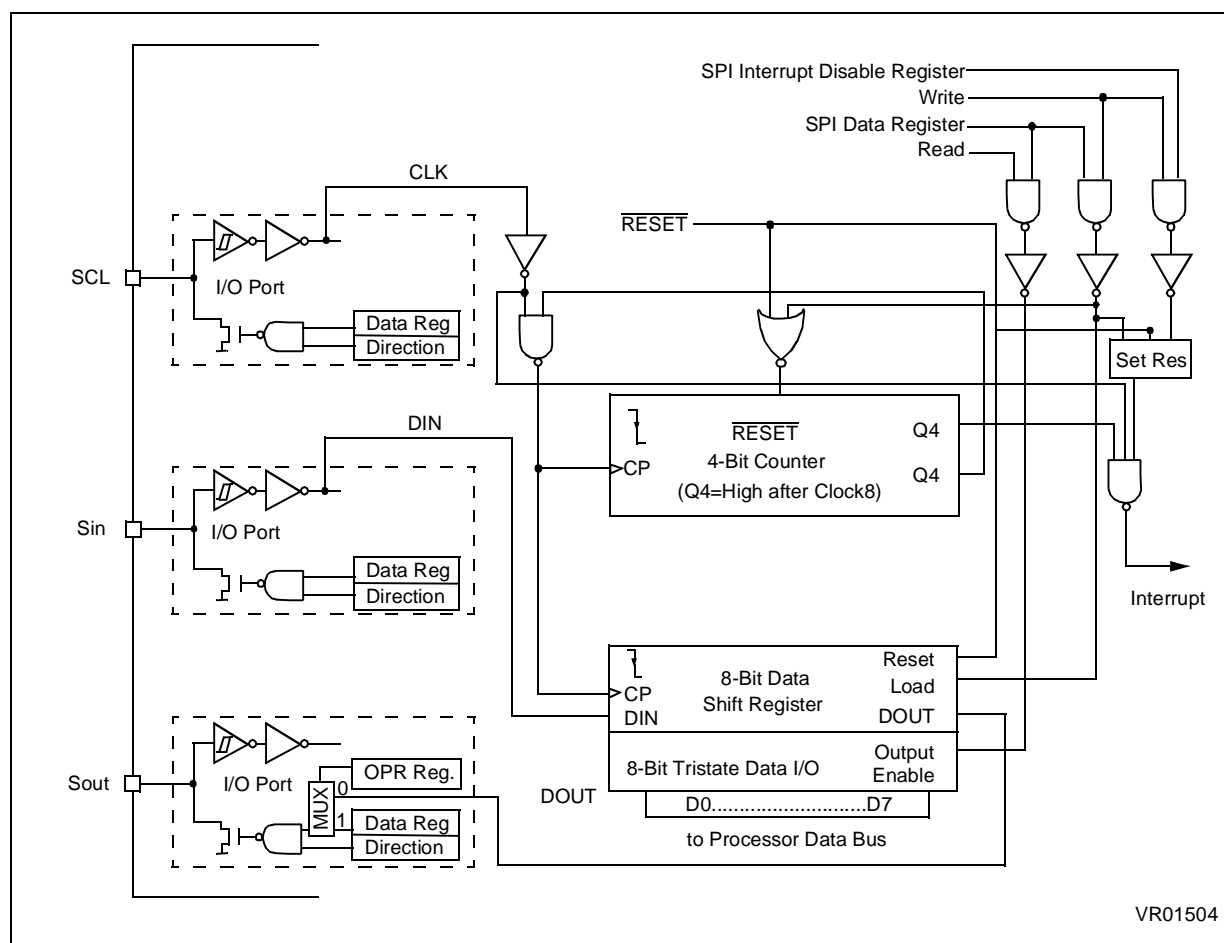 SPI Interrupt Disable Register
Write
SPI Data Register
Read
CLK
RESET
SCL
I/O Port
Data Reg
Direction
Set Res
DIN
RESET
Q4
4-Bit Counter
CP
Q4
(Q4=High after Clock8)
Sin
I/O Port
Data Reg
Direction
Interrupt
Reset
8-Bit Data
Load
CP
Shift Register
DIN
DOUT
Sout
I/O Port
OPR Reg.
MUX
0
1
Data Reg
Direction
Output
Enable
8-Bit Tristate Data I/O
DOUT
D0...........................D7
to Processor Data Bus
VR01504